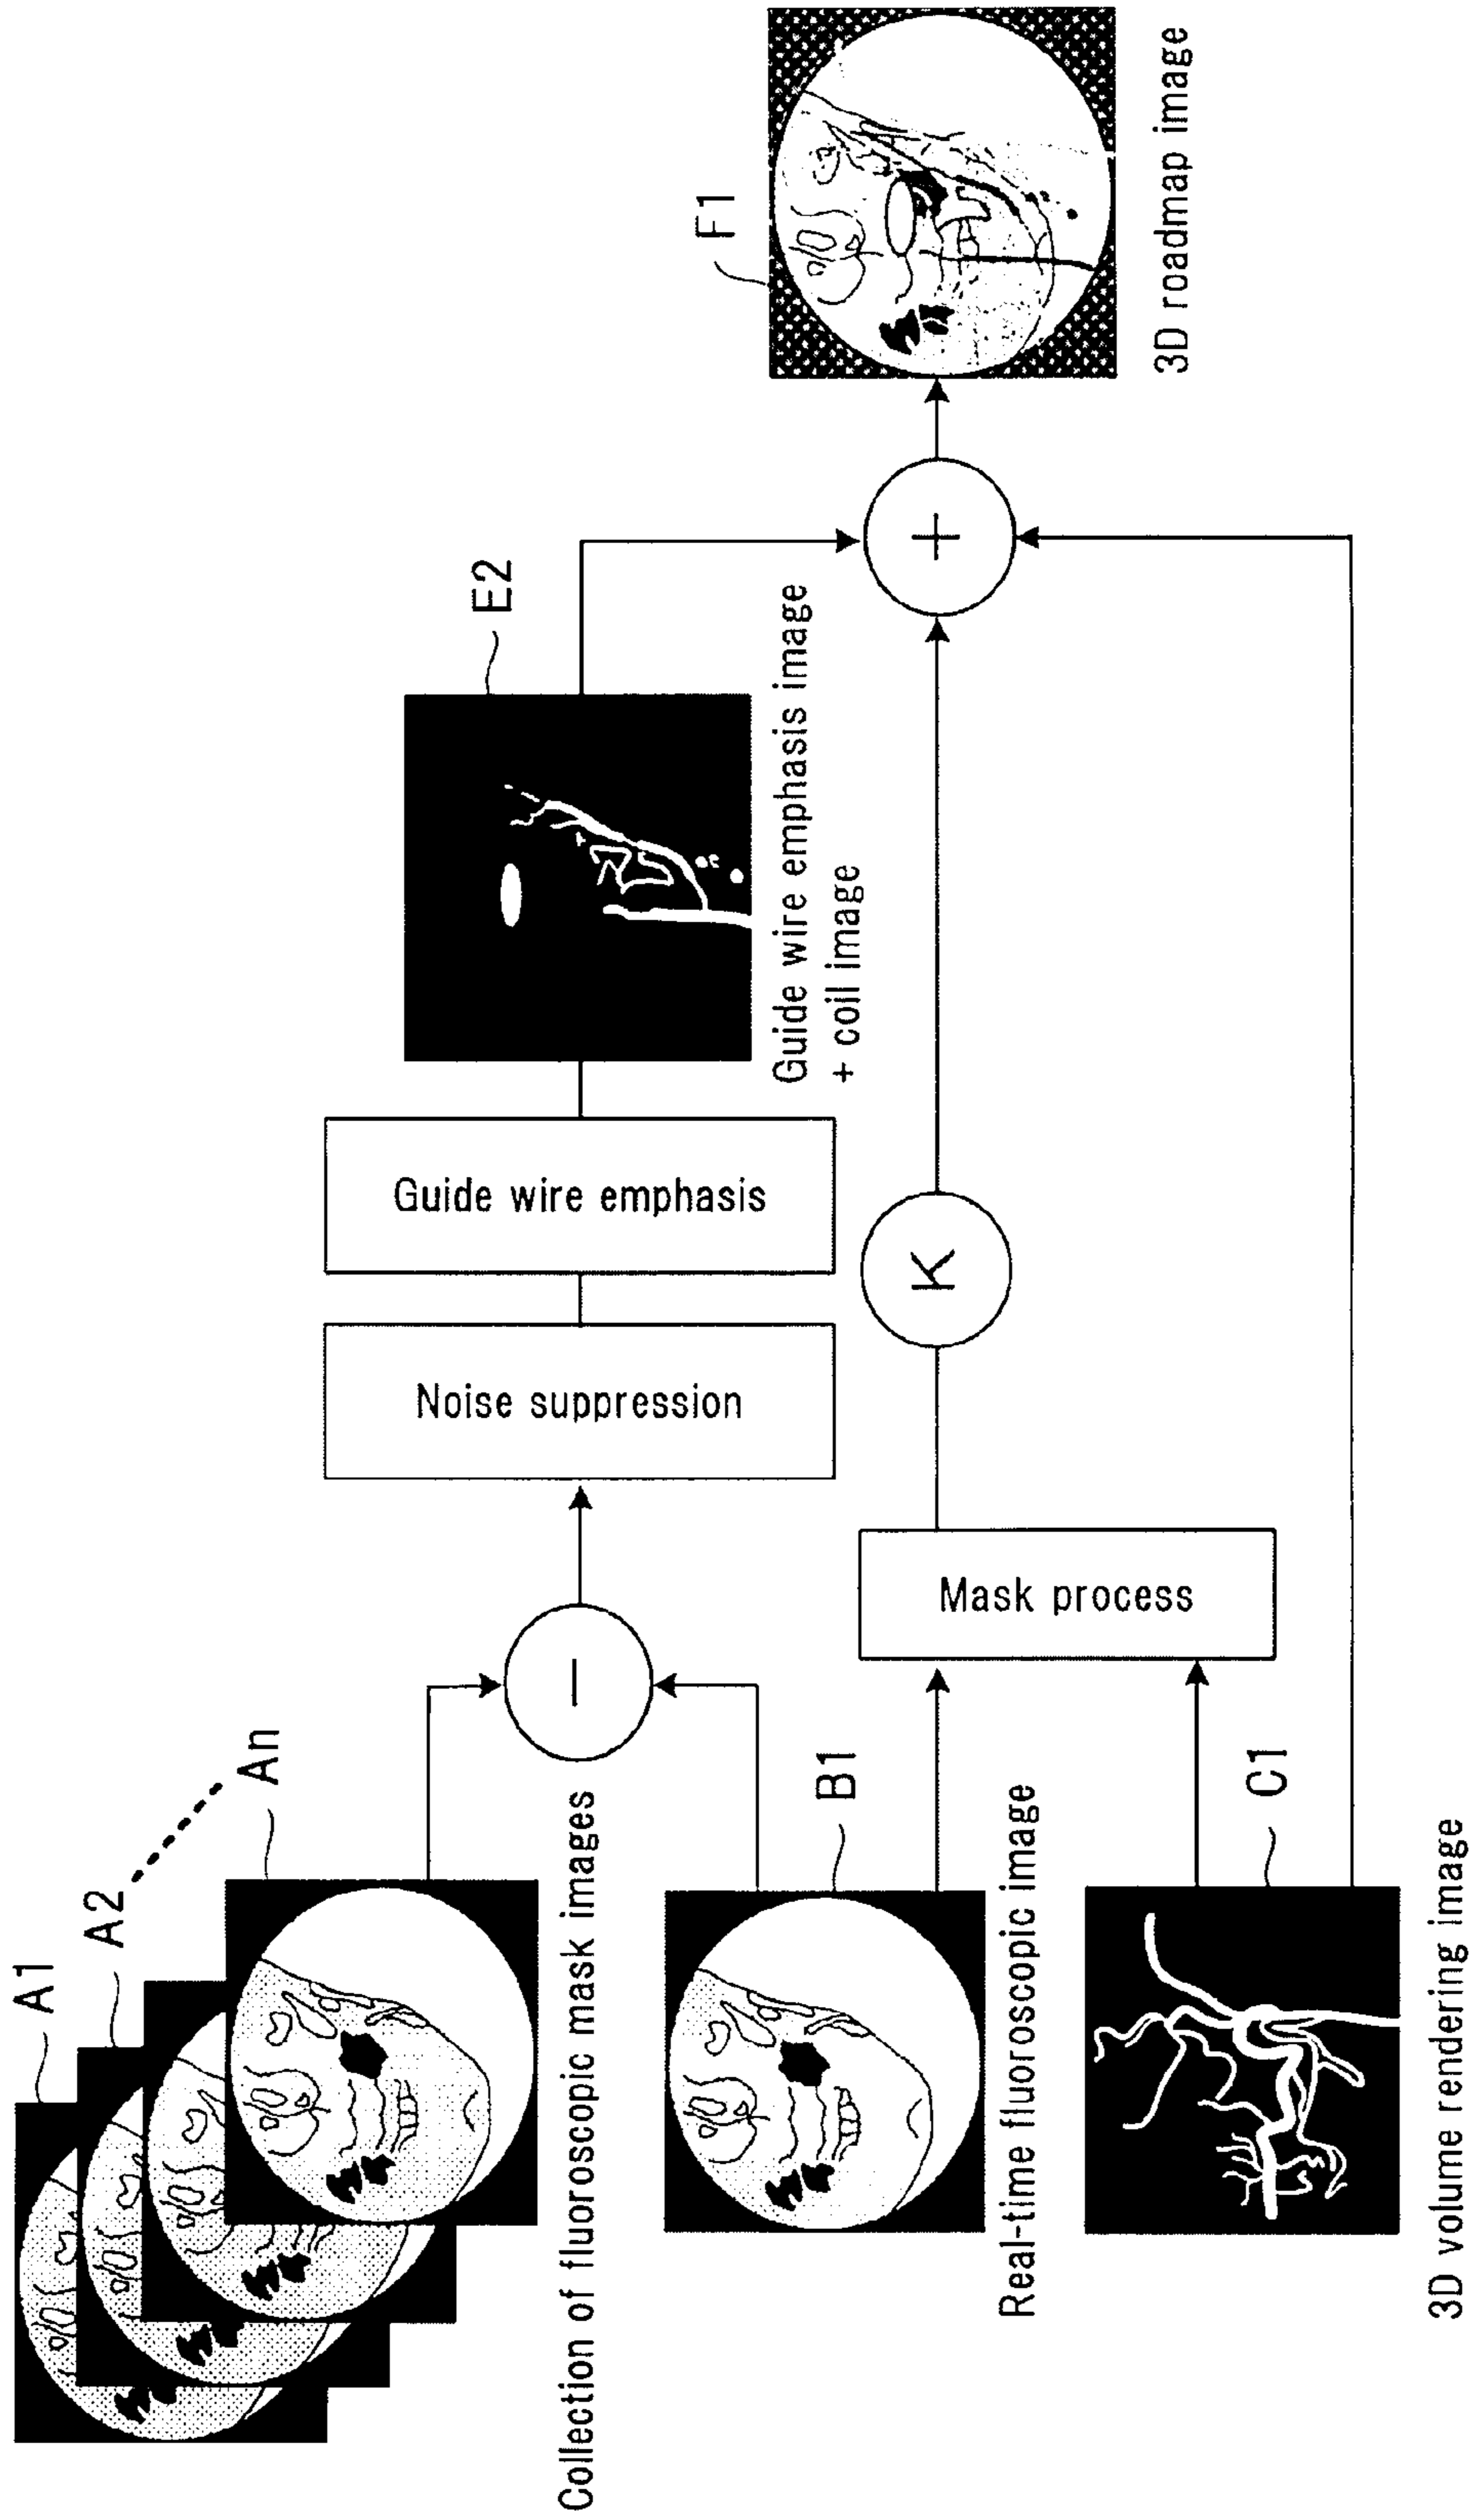 A1
A2
An
Collection of fluoroscopic mask images
−
Noise suppression
Guide wire emphasis
E2
Guide wire emphasis image
+ coil image
B1
Real-time fluoroscopic image
Mask process
K
+
F1
3D roadmap image
C1
3D volume rendering image